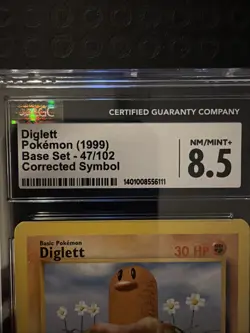 CGC
CERTIFIED GUARANTY COMPANY
Diglett
Pokémon (1999)
Base Set - 47/102
Corrected Symbol
NM/MINT+
8.5
1401008556111
Basic Pokémon
Diglett
30 HP